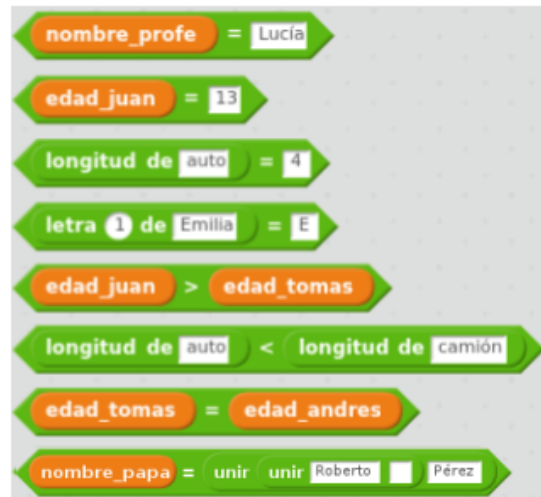 nombre_profe = Lucía
edad_juan = 13
longitud de auto = 4
letra 1 de Emilia = E
edad_juan > edad_tomas
longitud de auto < longitud de camión
edad_tomas = edad_andres
nombre_papa = unir unir Roberto Pérez